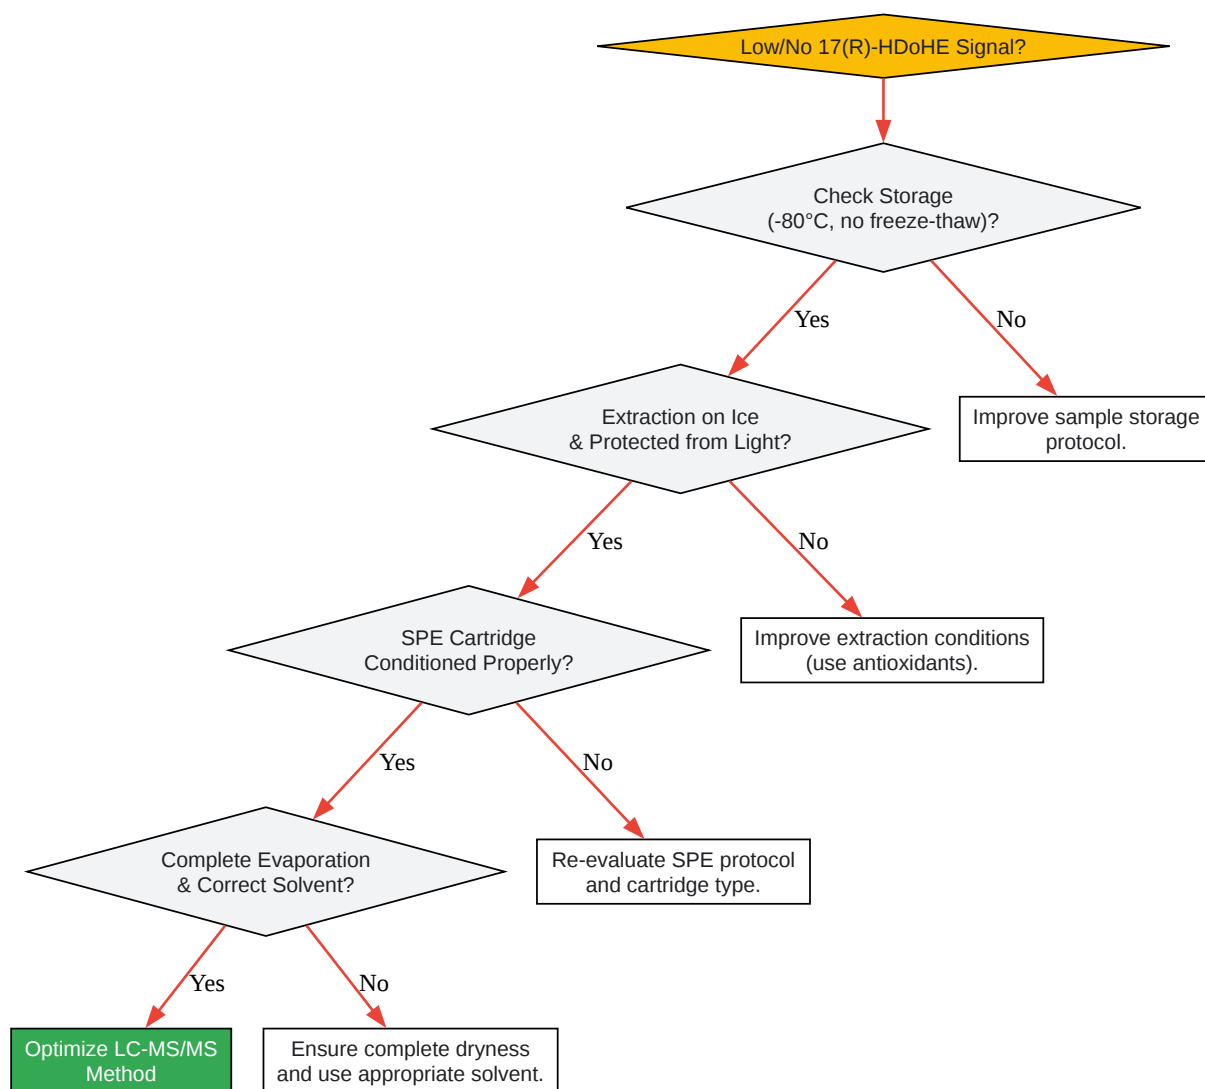 Low/No 17(R)-HDoHE Signal?
Check Storage
(-80°C, no freeze-thaw)?
Yes
No
Extraction on Ice
& Protected from Light?
Improve sample storage
protocol.
Yes
No
SPE Cartridge
Conditioned Properly?
Improve extraction conditions
(use antioxidants).
Yes
No
Complete Evaporation
& Correct Solvent?
Re-evaluate SPE protocol
and cartridge type.
Yes
No
Optimize LC-MS/MS
Method
Ensure complete dryness
and use appropriate solvent.